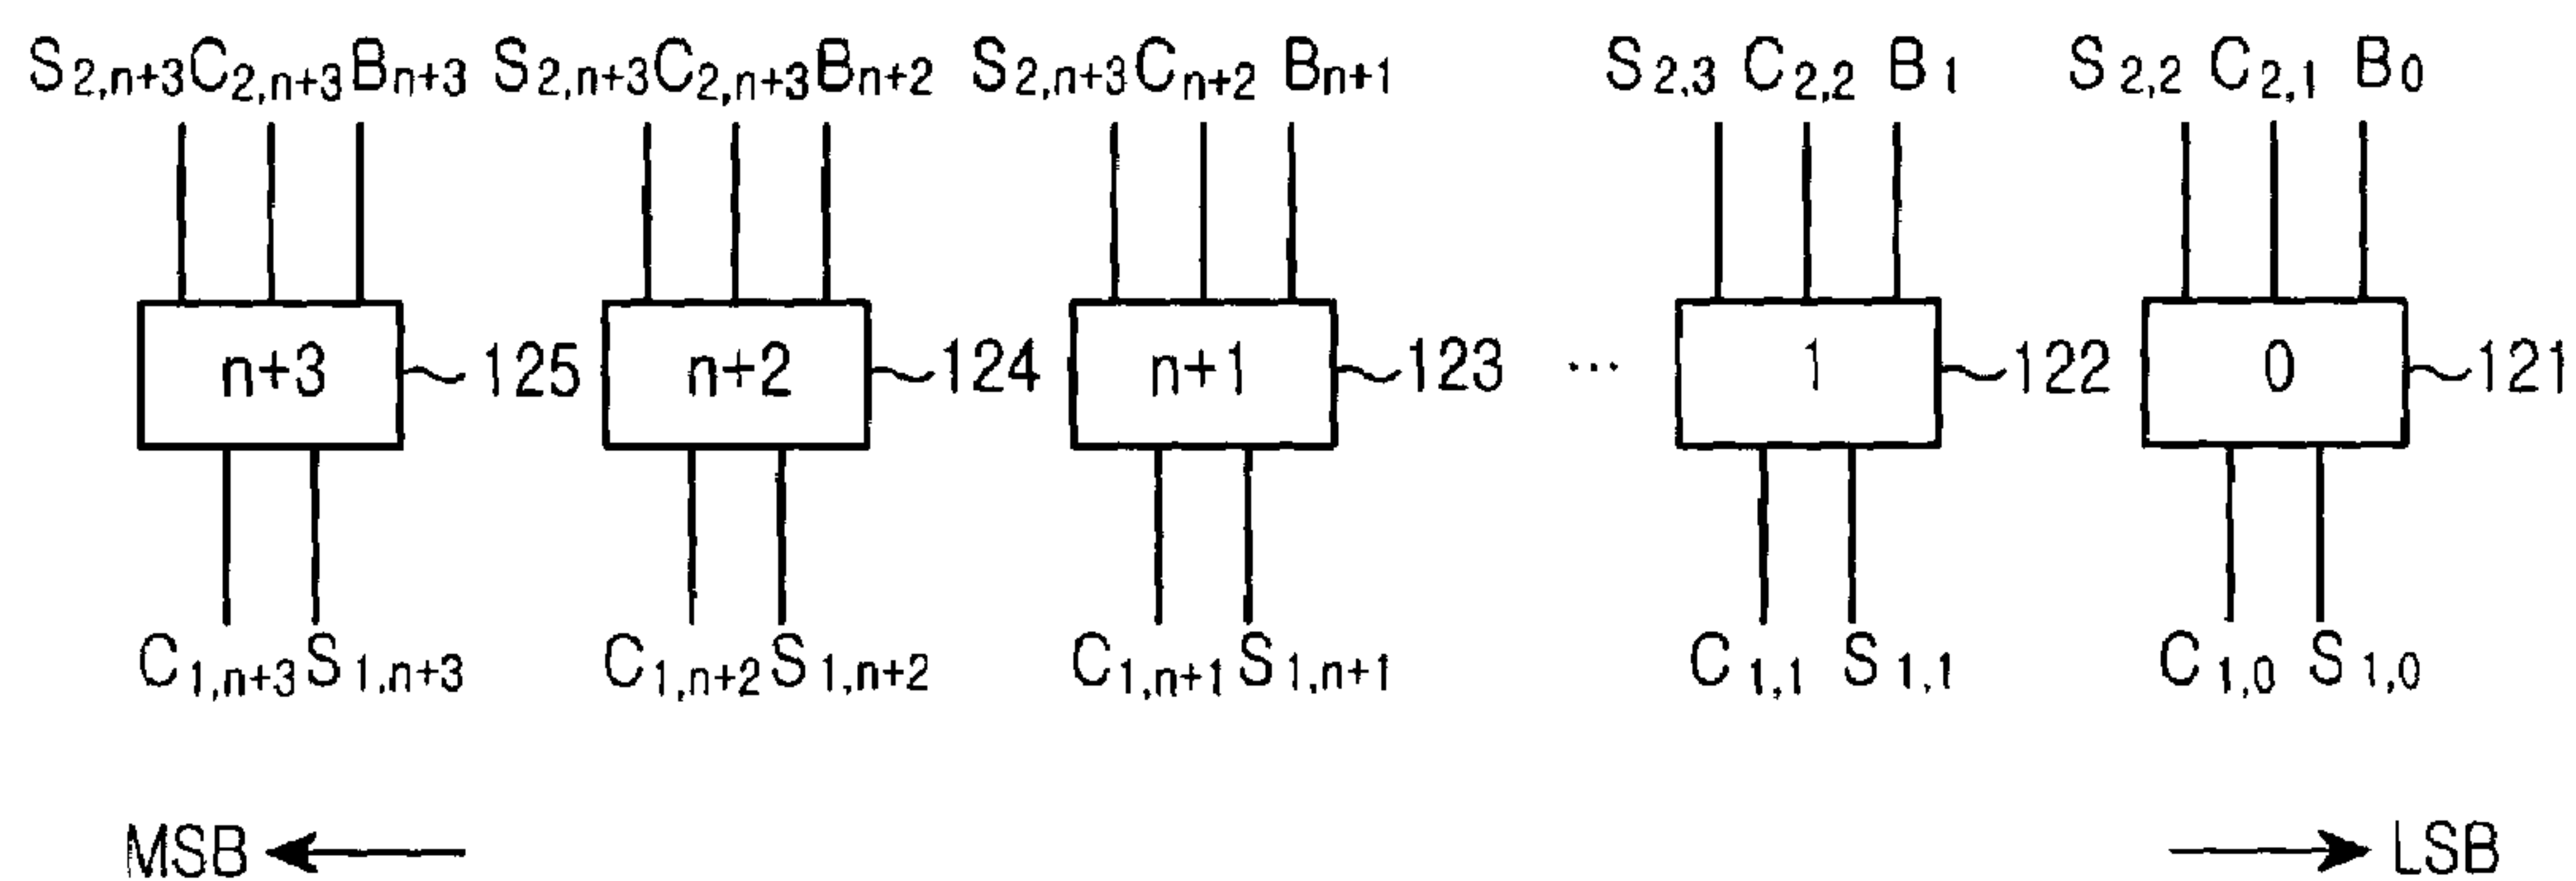 S2,n+3 C2,n+3 Bn+3 S2,n+3 C2,n+3 Bn+2 S2,n+3 Cn+2 Bn+1 S2,3 C2,2 B1 S2,2 C2,1 B0
n+3 125 n+2 124 n+1 123 ... 1 122 0 121
C1,n+3 S1,n+3 C1,n+2 S1,n+2 C1,n+1 S1,n+1 C1,1 S1,1 C1,0 S1,0
MSB LSB